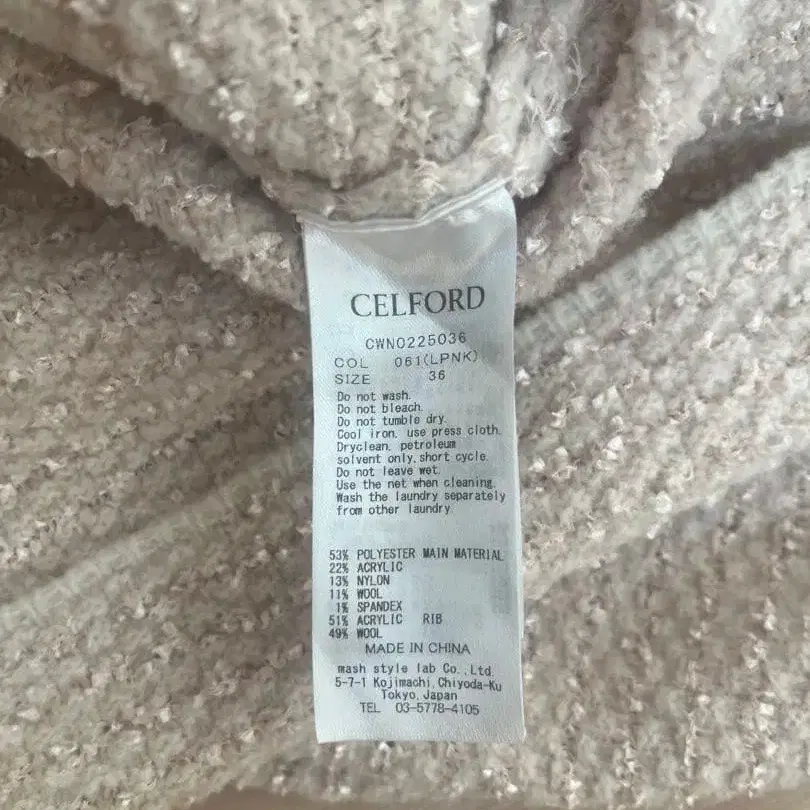 CELFORD
CWNO225036
COL 061(LPNK)
SIZE 36
Do not wash.
Do not bleach.
Do not tumble dry.
Cool iron. use press cloth.
Dryclean. petroleum
solvent only, short cycle.
Do not leave wet.
Use the net when cleaning.
Wash the laundry separately
from other laundry.
53% POLYESTER MAIN MATERIAL
22% ACRYLIC
13% NYLON
11% WOOL
1% SPANDEX
51% ACRYLIC RIB
49% WOOL
MADE IN CHINA
mash style lab Co., Ltd.
5-7-1 Kojimachi, Chiyoda-Ku
Tokyo, Japan
TEL 03-5778-4105